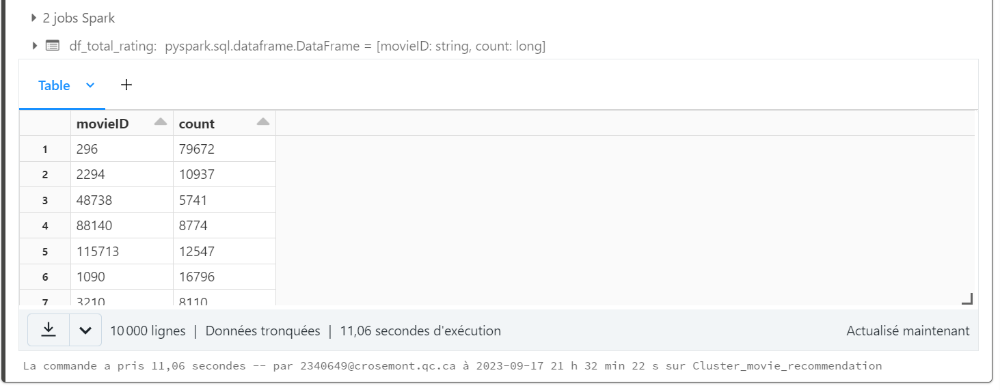 2 jobs Spark
df_total_rating: pyspark.sql.dataframe.DataFrame = [movieID: string, count: long]
Table +
movieID count
1 296 79672
2 2294 10937
3 48738 5741
4 88140 8774
5 115713 12547
6 1090 16796
7 3210 8110
10 000 lignes | Données tronquées | 11,06 secondes d'exécution Actualisé maintenant
La commande a pris 11,06 secondes -- par 2340649@crosemont.qc.ca à 2023-09-17 21 h 32 min 22 s sur Cluster_movie_recommendation